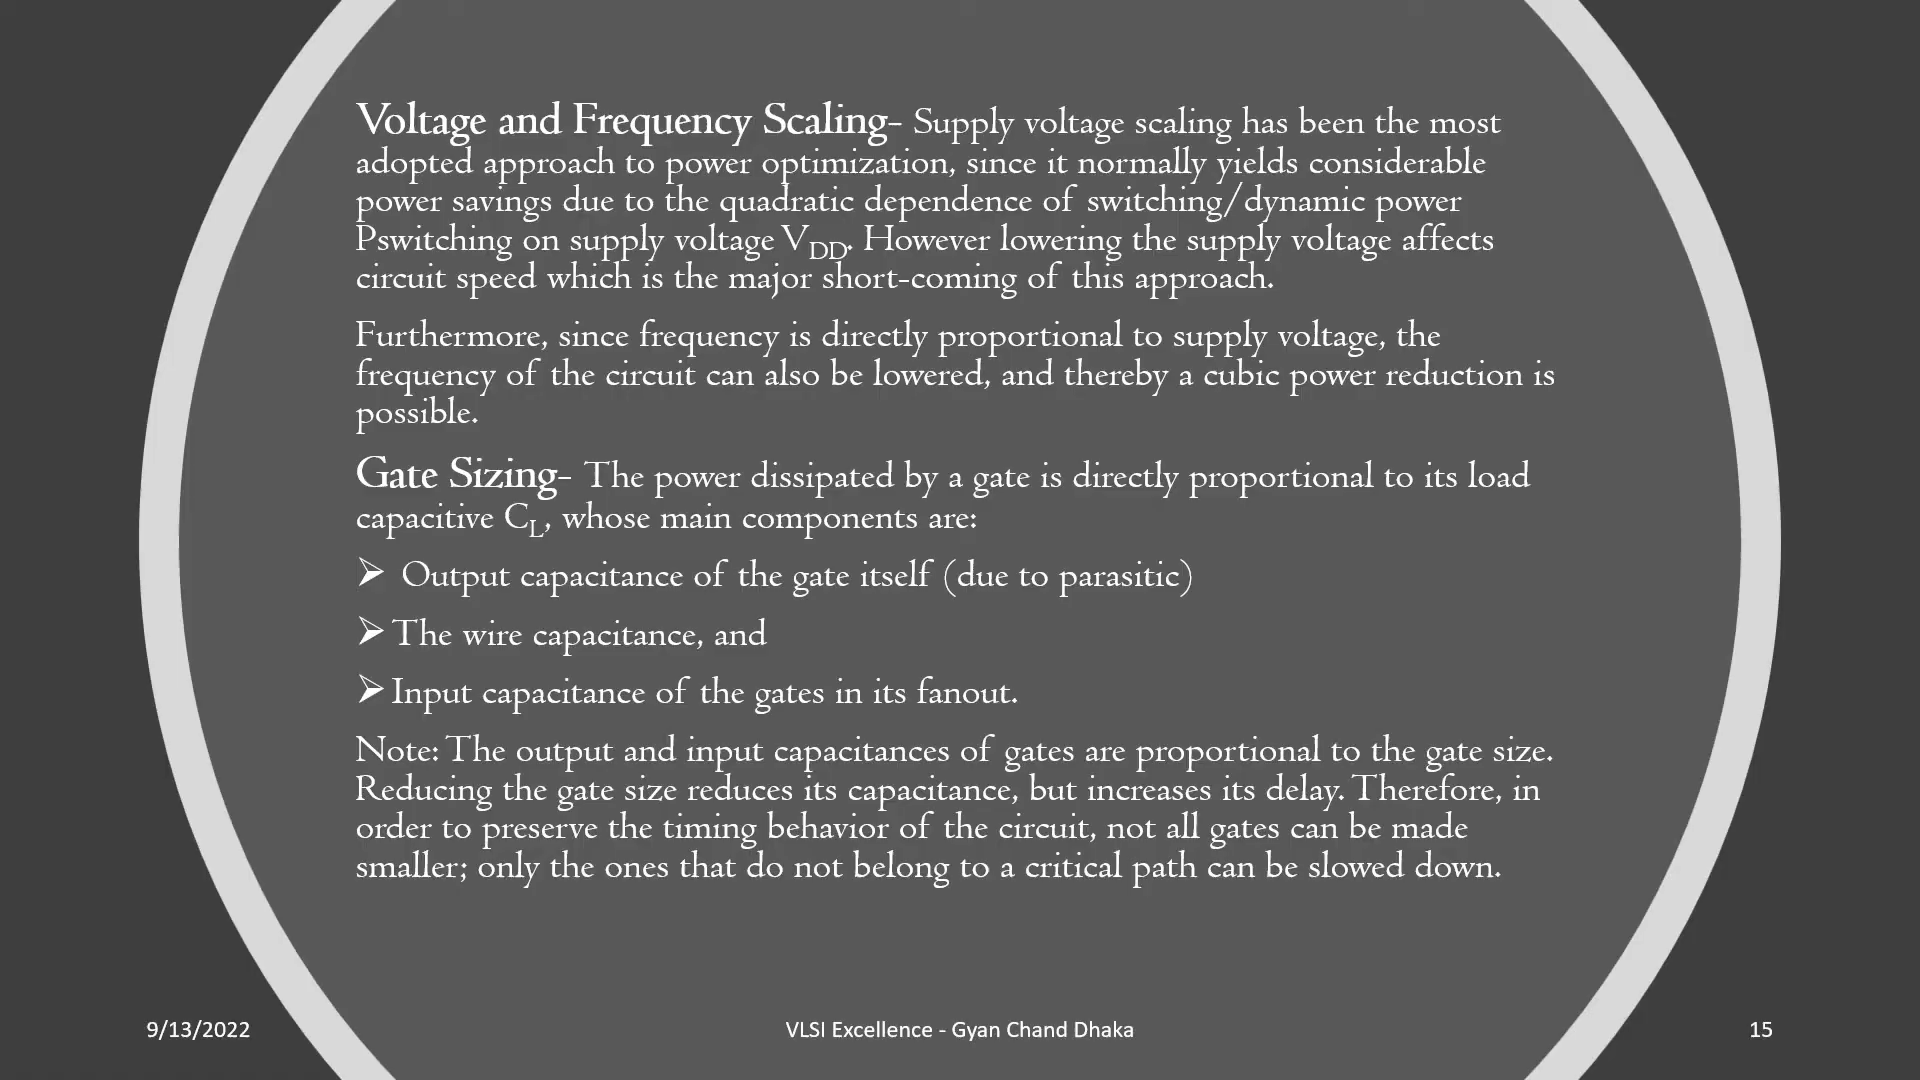 Voltage and Frequency Scaling- Supply voltage scaling has been the most
adopted approach to power optimization, since it normally yields considerable
power savings due to the quadratic dependence of switching/dynamic power
Pswitching on supply voltage VDD. However lowering the supply voltage affects
circuit speed which is the major short-coming of this approach.
Furthermore, since frequency is directly proportional to supply voltage, the
frequency of the circuit can also be lowered, and thereby a cubic power reduction is
possible.
Gate Sizing- The power dissipated by a gate is directly proportional to its load
capacitive CL, whose main components are:
➢ Output capacitance of the gate itself (due to parasitic)
➢ The wire capacitance, and
➢ Input capacitance of the gates in its fanout.
Note: The output and input capacitances of gates are proportional to the gate size.
Reducing the gate size reduces its capacitance, but increases its delay. Therefore, in
order to preserve the timing behavior of the circuit, not all gates can be made
smaller; only the ones that do not belong to a critical path can be slowed down.
9/13/2022
VLSI Excellence - Gyan Chand Dhaka
15